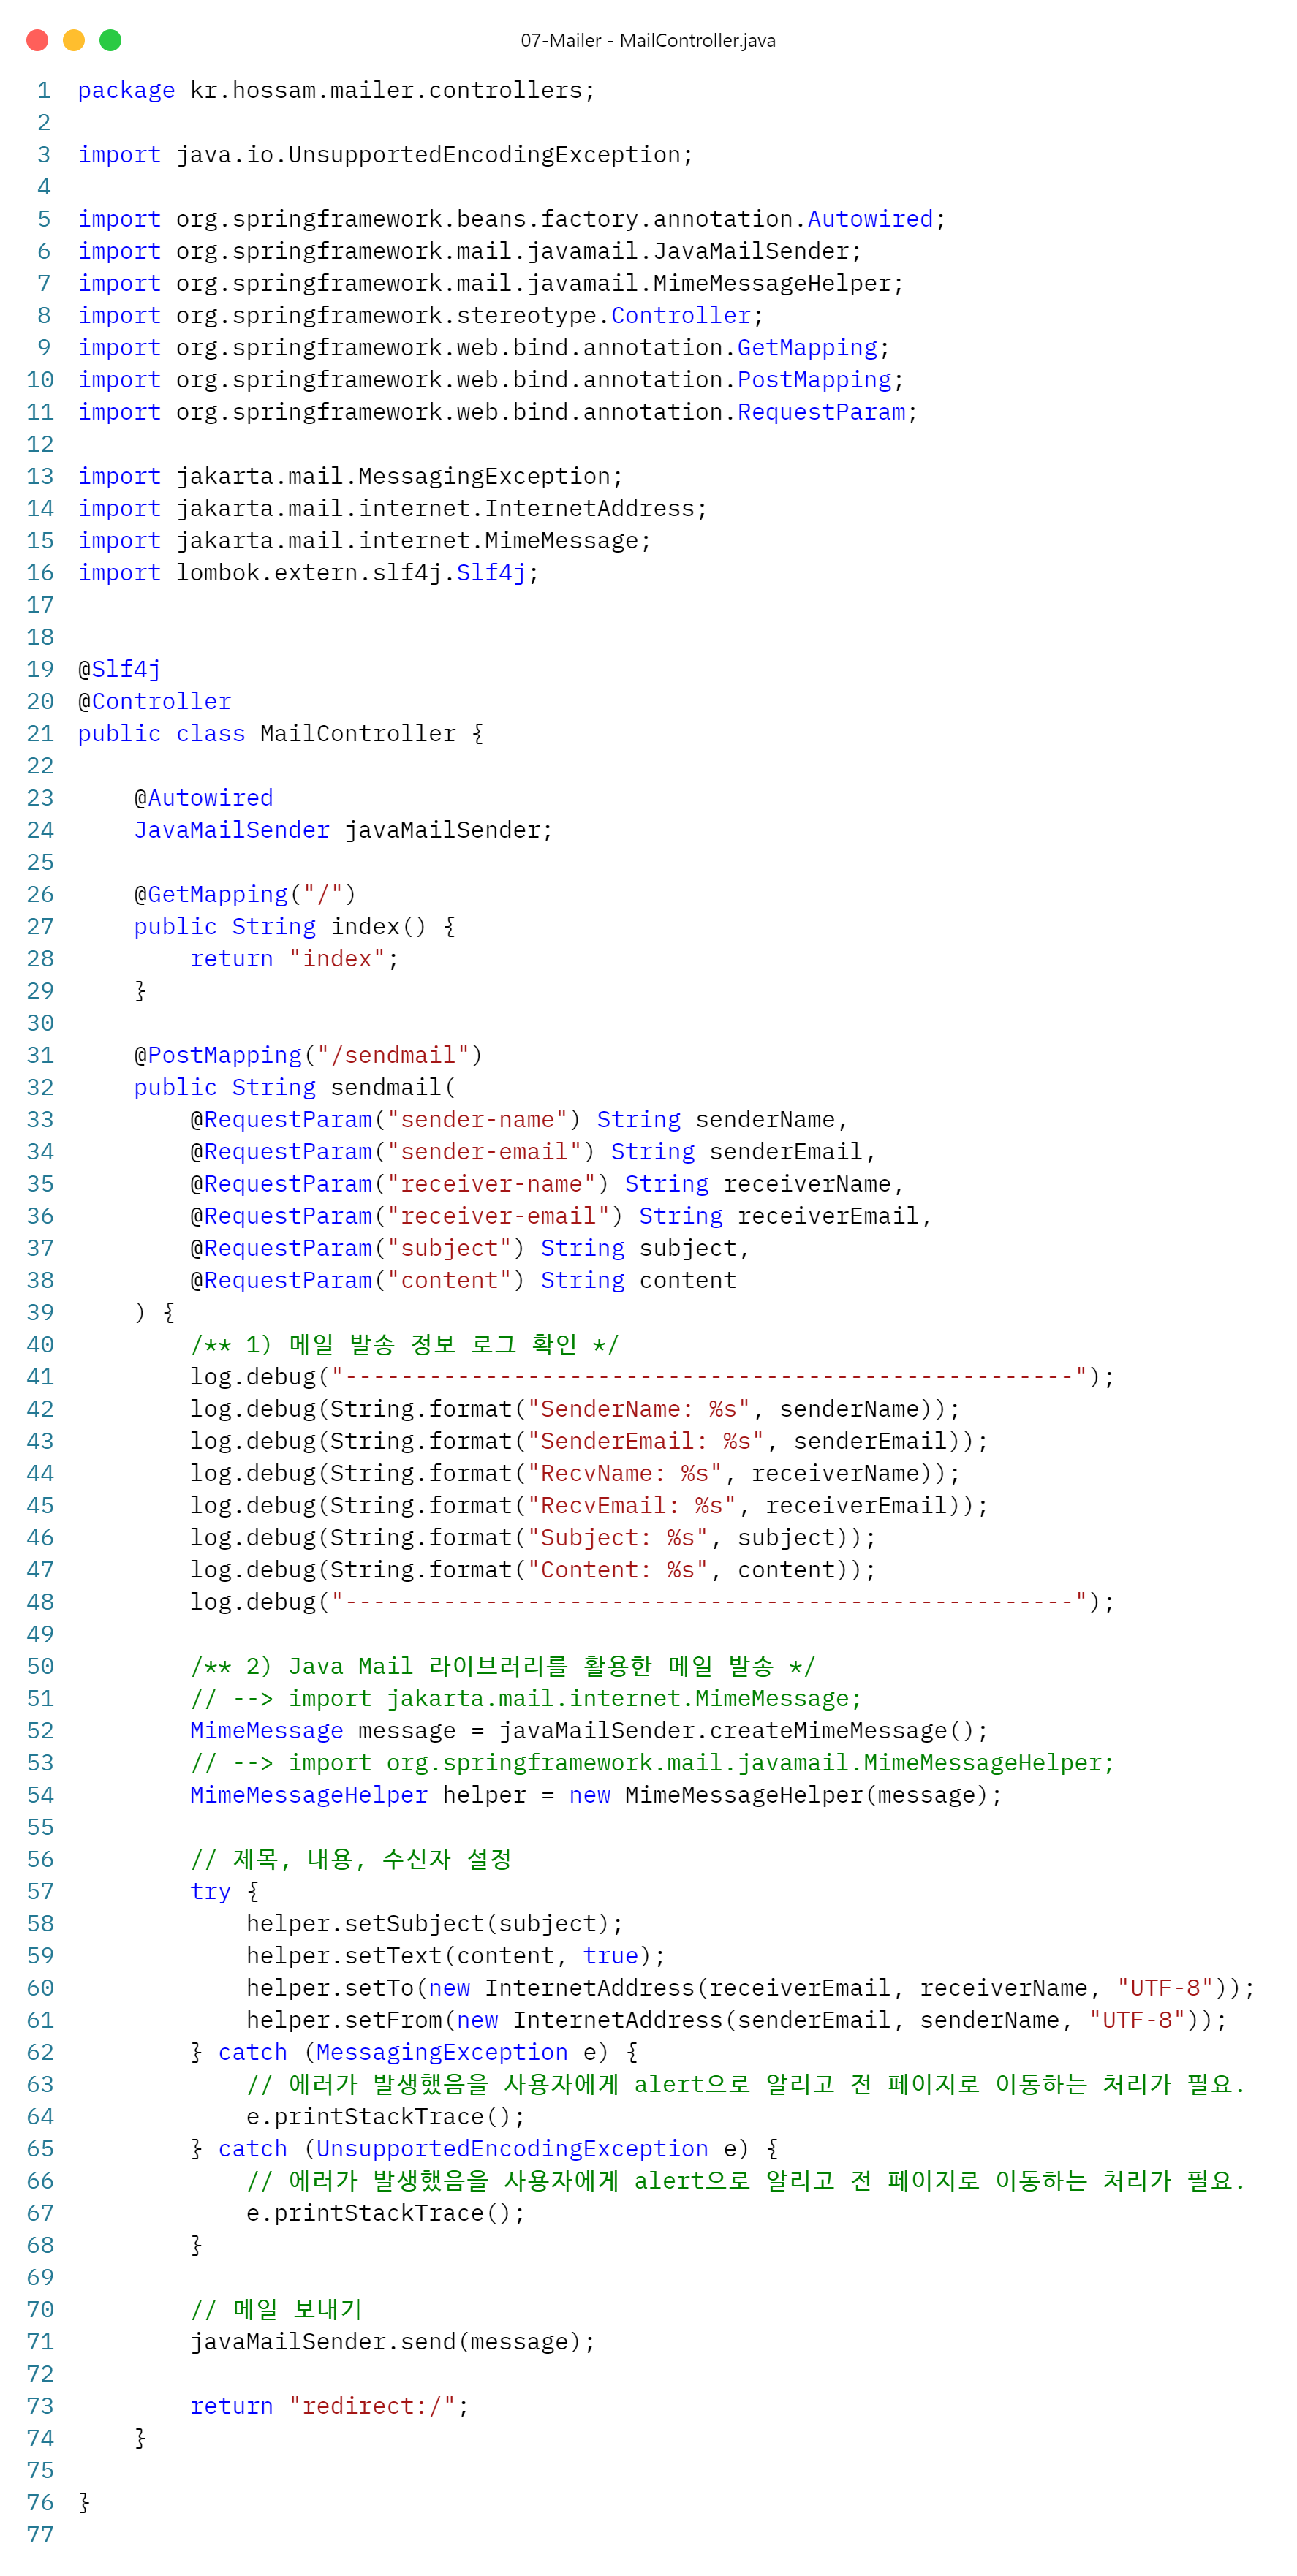 07-Mailer - MailController.java
1 package kr.hossam.mailer.controllers;
2
3 import java.io.UnsupportedEncodingException;
4
5 import org.springframework.beans.factory.annotation.Autowired;
6 import org.springframework.mail.javamail.JavaMailSender;
7 import org.springframework.mail.javamail.MimeMessageHelper;
8 import org.springframework.stereotype.Controller;
9 import org.springframework.web.bind.annotation.GetMapping;
10 import org.springframework.web.bind.annotation.PostMapping;
11 import org.springframework.web.bind.annotation.RequestParam;
12
13 import jakarta.mail.MessagingException;
14 import jakarta.mail.internet.InternetAddress;
15 import jakarta.mail.internet.MimeMessage;
16 import lombok.extern.slf4j.Slf4j;
17
18
19 @Slf4j
20 @Controller
21 public class MailController {
22
23     @Autowired
24     JavaMailSender javaMailSender;
25
26     @GetMapping("/")
27     public String index() {
28         return "index";
29     }
30
31     @PostMapping("/sendmail")
32     public String sendmail(
33         @RequestParam("sender-name") String senderName,
34         @RequestParam("sender-email") String senderEmail,
35         @RequestParam("receiver-name") String receiverName,
36         @RequestParam("receiver-email") String receiverEmail,
37         @RequestParam("subject") String subject,
38         @RequestParam("content") String content
39     ) {
40         /** 1) 메일 발송 정보 로그 확인 */
41         log.debug("----------------------------------------------------");
42         log.debug(String.format("SenderName: %s", senderName));
43         log.debug(String.format("SenderEmail: %s", senderEmail));
44         log.debug(String.format("RecvName: %s", receiverName));
45         log.debug(String.format("RecvEmail: %s", receiverEmail));
46         log.debug(String.format("Subject: %s", subject));
47         log.debug(String.format("Content: %s", content));
48         log.debug("----------------------------------------------------");
49
50         /** 2) Java Mail 라이브러리를 활용한 메일 발송 */
51         // --> import jakarta.mail.internet.MimeMessage;
52         MimeMessage message = javaMailSender.createMimeMessage();
53         // --> import org.springframework.mail.javamail.MimeMessageHelper;
54         MimeMessageHelper helper = new MimeMessageHelper(message);
55
56         // 제목, 내용, 수신자 설정
57         try {
58             helper.setSubject(subject);
59             helper.setText(content, true);
60             helper.setTo(new InternetAddress(receiverEmail, receiverName, "UTF-8"));
61             helper.setFrom(new InternetAddress(senderEmail, senderName, "UTF-8"));
62         } catch (MessagingException e) {
63             // 에러가 발생했음을 사용자에게 alert으로 알리고 전 페이지로 이동하는 처리가 필요.
64             e.printStackTrace();
65         } catch (UnsupportedEncodingException e) {
66             // 에러가 발생했음을 사용자에게 alert으로 알리고 전 페이지로 이동하는 처리가 필요.
67             e.printStackTrace();
68         }
69
70         // 메일 보내기
71         javaMailSender.send(message);
72
73         return "redirect:/";
74     }
75
76 }
77